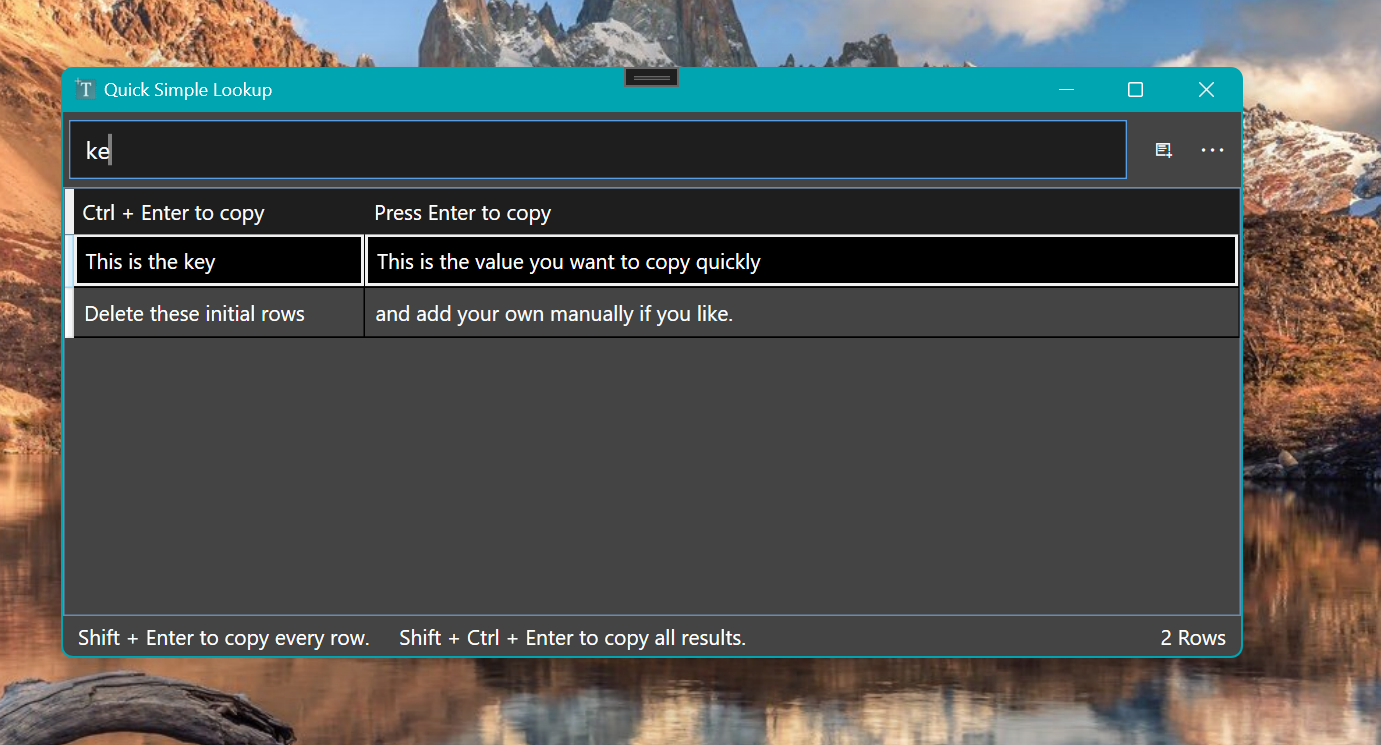 T Quick Simple Lookup
ke
Ctrl + Enter to copy Press Enter to copy
This is the key This is the value you want to copy quickly
Delete these initial rows and add your own manually if you like.
Shift + Enter to copy every row. Shift + Ctrl + Enter to copy all results. 2 Rows